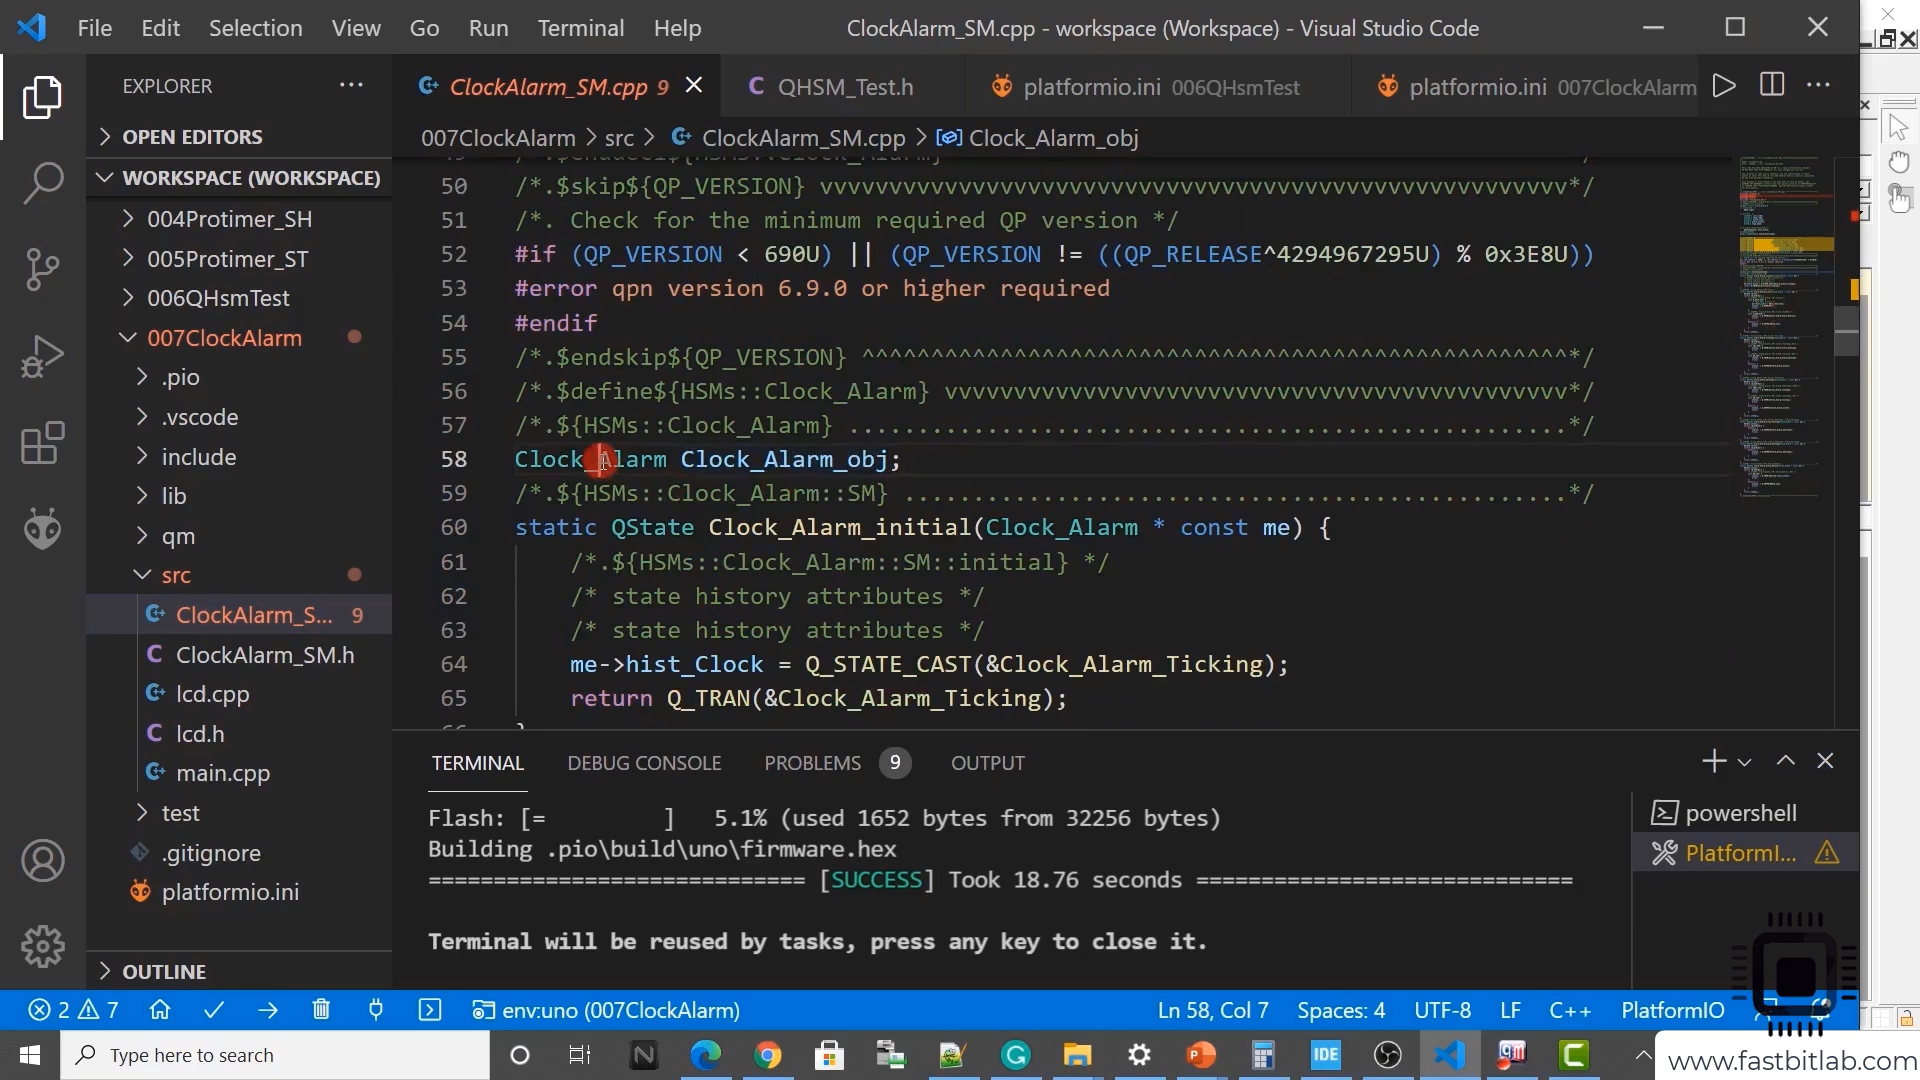 File Edit Selection View Go Run Terminal Help ClockAlarm_SM.cpp - workspace (Workspace) - Visual Studio Code
EXPLORER
ClockAlarm_SM.cpp 9
QHSM_Test.h
platformio.ini 006QHsmTest
platformio.ini 007ClockAlarm
OPEN EDITORS
007ClockAlarm > src > ClockAlarm_SM.cpp > Clock_Alarm_obj
WORKSPACE (WORKSPACE)
004Protimer_SH
005Protimer_ST
006QHsmTest
007ClockAlarm
.pio
.vscode
include
lib
qm
src
ClockAlarm_S... 9
ClockAlarm_SM.h
lcd.cpp
lcd.h
main.cpp
test
.gitignore
platformio.ini
OUTLINE
50 /*.$skip${QP_VERSION} vvvvvvvvvvvvvvvvvvvvvvvvvvvvvvvvvvvvvvvvvvvvvvvvvvvvvv*/
51 /*. Check for the minimum required QP version */
52 #if (QP_VERSION < 690U) || (QP_VERSION != ((QP_RELEASE^4294967295U) % 0x3E8U))
53 #error qpn version 6.9.0 or higher required
54 #endif
55 /*.$endskip${QP_VERSION} ^^^^^^^^^^^^^^^^^^^^^^^^^^^^^^^^^^^^^^^^^^^^^^^^^^^*/
56 /*.$define${HSMs::Clock_Alarm} vvvvvvvvvvvvvvvvvvvvvvvvvvvvvvvvvvvvvvvvvvvvv*/
57 /*.${HSMs::Clock_Alarm} ....................................................*/
58 Clock_Alarm Clock_Alarm_obj;
59 /*.${HSMs::Clock_Alarm::SM} ................................................*/
60 static QState Clock_Alarm_initial(Clock_Alarm * const me) {
61 /*.${HSMs::Clock_Alarm::SM::initial} */
62 /* state history attributes */
63 /* state history attributes */
64 me->hist_Clock = Q_STATE_CAST(&Clock_Alarm_Ticking);
65 return Q_TRAN(&Clock_Alarm_Ticking);
TERMINAL DEBUG CONSOLE PROBLEMS 9 OUTPUT
Flash: [= ] 5.1% (used 1652 bytes from 32256 bytes)
Building .pio\build\uno\firmware.hex
============================ [SUCCESS] Took 18.76 seconds ============================
Terminal will be reused by tasks, press any key to close it.
powershell
PlatformI...
2 7 env:uno (007ClockAlarm) Ln 58, Col 7 Spaces: 4 UTF-8 LF C++ PlatformIO
Type here to search
IDE
qm
www.fastbitlab.com